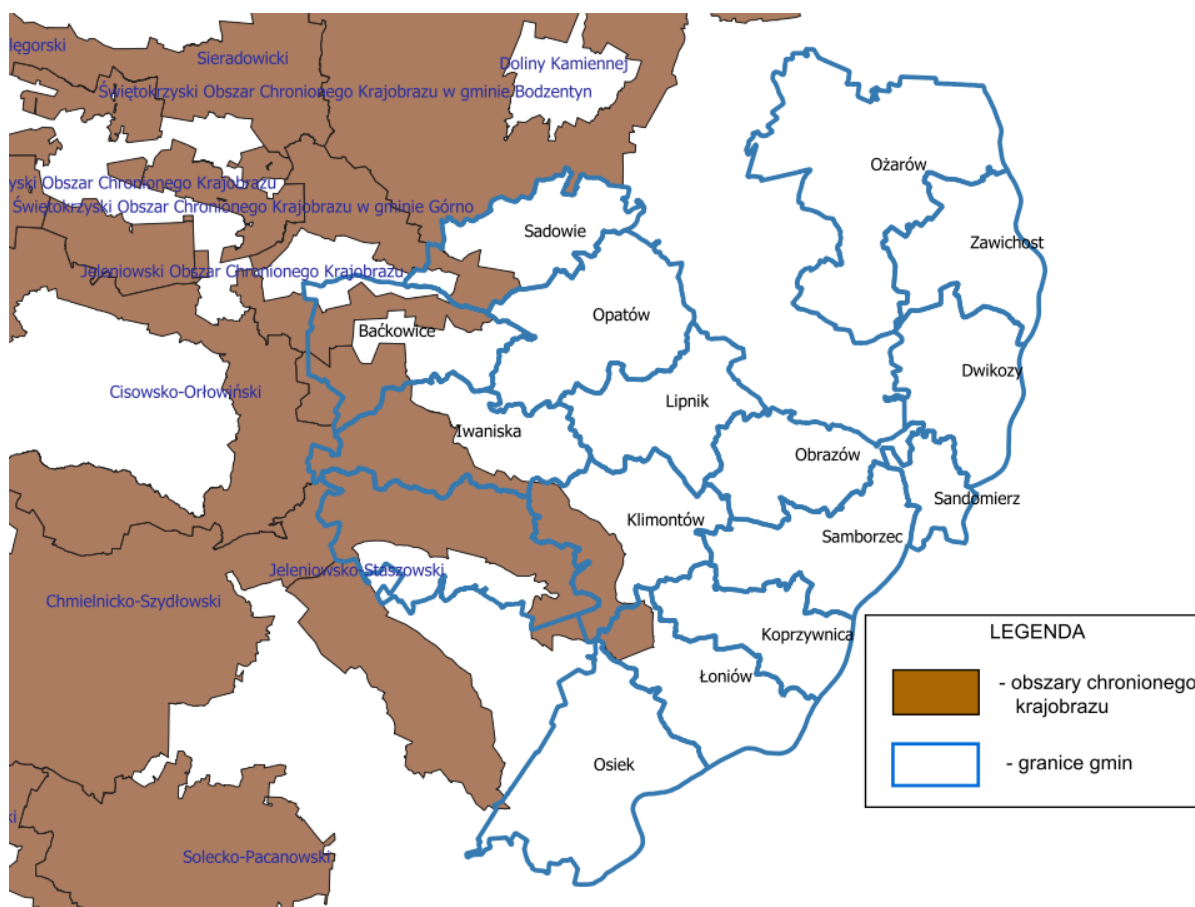 lęgorski
Sieradowicki
Doliny Kamiennej
Świętokrzyski Obszar Chronionego Krajobrazu w gminie Bodzentyn
Ożarów
yski Obszar Chronionego Krajobrazu
Świętokrzyski Obszar Chronionego Krajobrazu w gminie Górno
Sadowie
Zawichost
Jeleniowski Obszar Chronionego Krajobrazu
Opatów
Baćkowice
Dwikozy
Cisowsko-Orłowiński
Lipnik
Iwaniska
Obrazów
Sandomierz
Klimontów
Samborzec
Jeleniowsko-Staszowski
Chmielnicko-Szydłowski
Koprzywnica
LEGENDA
Łoniów
- obszary chronionego
krajobrazu
Osiek
- granice gmin
ki
Solecko-Pacanowski